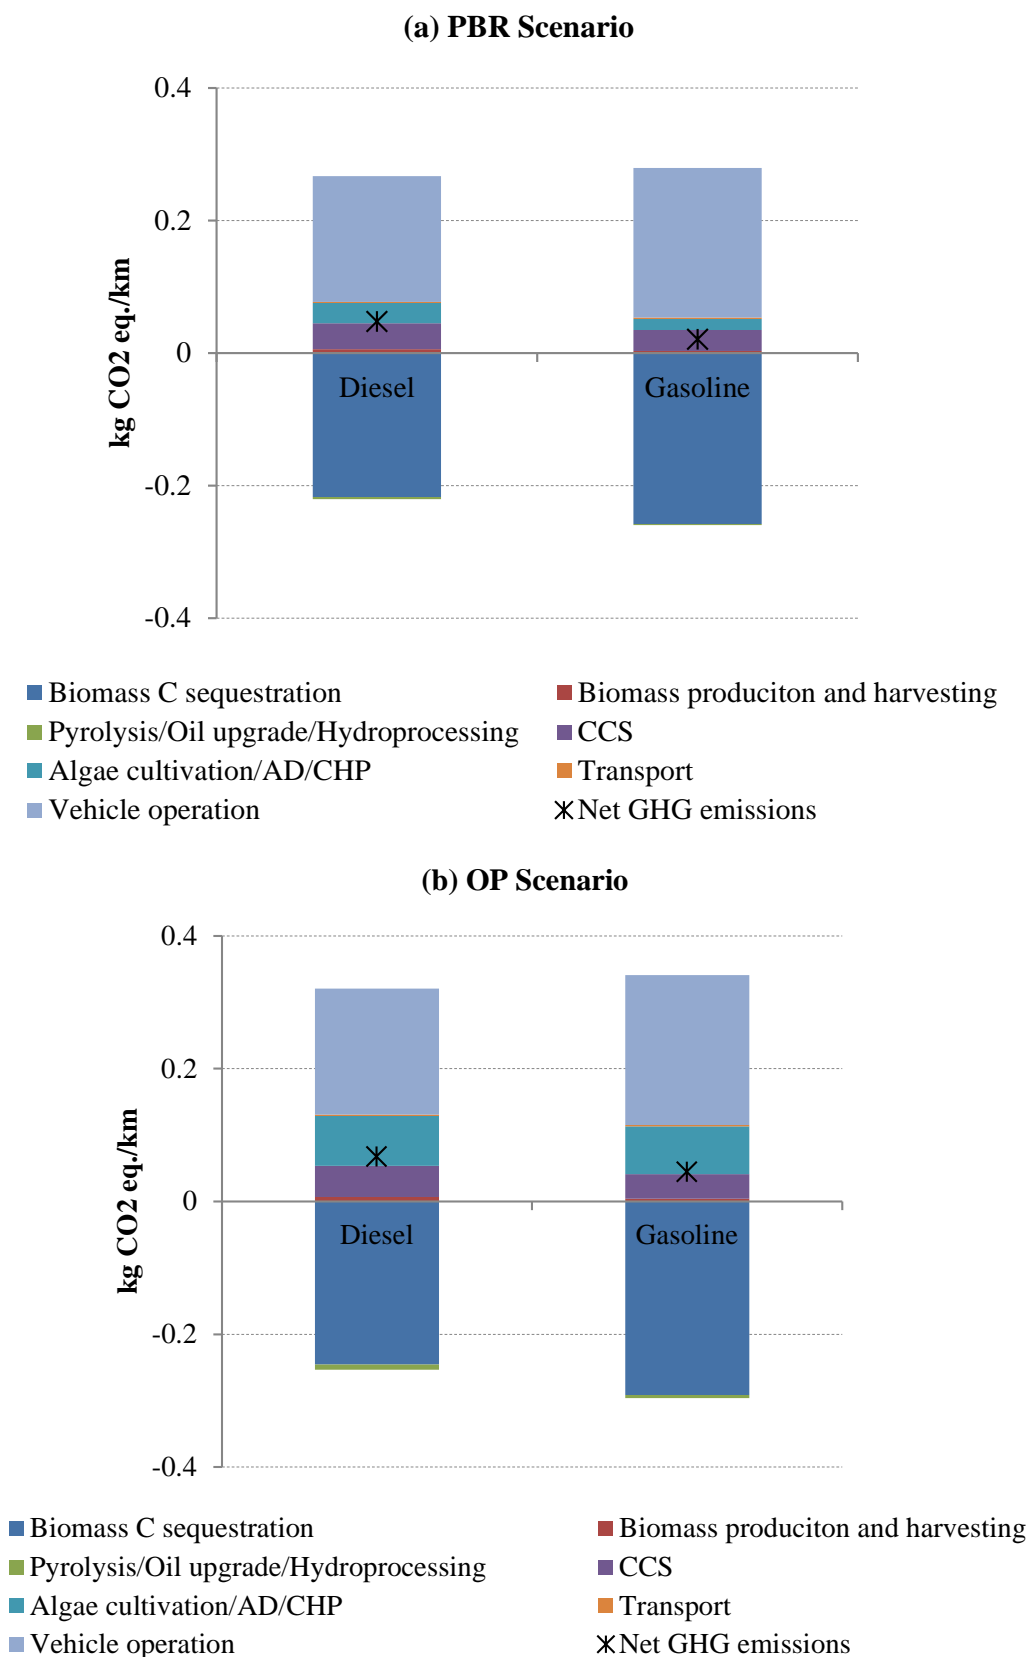 (a) PBR Scenario
0.4
0.2
0
-0.2
-0.4
kg CO2 eq./km
Diesel
Gasoline
Biomass C sequestration
Biomass produciton and harvesting
Pyrolysis/Oil upgrade/Hydroprocessing
CCS
Algae cultivation/AD/CHP
Transport
Vehicle operation
Net GHG emissions
(b) OP Scenario
0.4
0.2
0
-0.2
-0.4
kg CO2 eq./km
Diesel
Gasoline
Biomass C sequestration
Biomass produciton and harvesting
Pyrolysis/Oil upgrade/Hydroprocessing
CCS
Algae cultivation/AD/CHP
Transport
Vehicle operation
Net GHG emissions